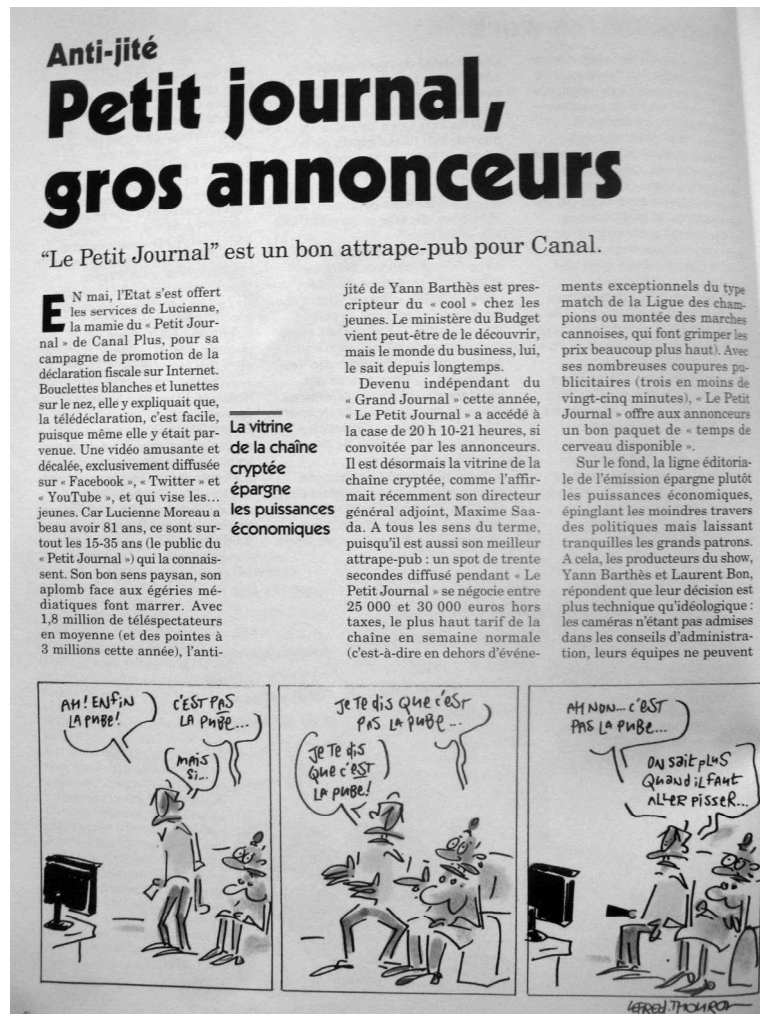 Anti-jité
Petit journal,
gros annonceurs
“Le Petit Journal” est un bon attrape-pub pour Canal.
EN mai, l'Etat s'est offert
les services de Lucienne,
la mamie du « Petit Jour-
nal » de Canal Plus, pour sa
campagne de promotion de la
déclaration fiscale sur Internet.
Bouclettes blanches et lunettes
sur le nez, elle y expliquait que,
la télédéclaration, c'est facile,
puisque même elle y était par-
venue. Une vidéo amusante et
décalée, exclusivement diffusée
sur « Facebook », « Twitter » et
« YouTube », et qui vise les...
jeunes. Car Lucienne Moreau a
beau avoir 81 ans, ce sont sur-
tout les 15-35 ans (le public du
« Petit Journal ») qui la connais-
sent. Son bon sens paysan, son
aplomb face aux égéries mé-
diatiques font marrer. Avec
1,8 million de téléspectateurs
en moyenne (et des pointes à
3 millions cette année), l'anti-
La vitrine
de la chaîne
cryptée
épargne
les puissances
économiques
jité de Yann Barthès est pres-
cripteur du « cool » chez les
jeunes. Le ministère du Budget
vient peut-être de le découvrir,
mais le monde du business, lui,
le sait depuis longtemps.
Devenu indépendant du
« Grand Journal » cette année,
« Le Petit Journal » a accédé à
la case de 20 h 10-21 heures, si
convoitée par les annonceurs.
Il est désormais la vitrine de la
chaîne cryptée, comme l'affir-
mait récemment son directeur
général adjoint, Maxime Saa-
da. A tous les sens du terme,
puisqu'il est aussi son meilleur
attrape-pub : un spot de trente
secondes diffusé pendant « Le
Petit Journal » se négocie entre
25 000 et 30 000 euros hors
taxes, le plus haut tarif de la
chaîne en semaine normale
(c'est-à-dire en dehors d'événe-
ments exceptionnels du type
match de la Ligue des cham-
pions ou montée des marches
cannoises, qui font grimper les
prix beaucoup plus haut). Avec
ses nombreuses coupures pu-
blicitaires (trois en moins de
vingt-cinq minutes), « Le Petit
Journal » offre aux annonceurs
un bon paquet de « temps de
cerveau disponible ».
Sur le fond, la ligne éditoria-
le de l'émission épargne plutôt
les puissances économiques,
épinglant les moindres travers
des politiques mais laissant
tranquilles les grands patrons.
A cela, les producteurs du show,
Yann Barthès et Laurent Bon,
répondent que leur décision est
plus technique qu'idéologique :
les caméras n'étant pas admises
dans les conseils d'administra-
tion, leurs équipes ne peuvent
AH! ENFIN
LA PUBE!
C'EST PAS
LA PUBE...
MAIS
SI...
JE TE DIS QUE C'EST
PAS LA PUBE...
JE TE DIS
QUE C'EST
LA PUBE!
AH NON... C'EST
PAS LA PUBE...
ON SAIT PLUS
QUAND IL FAUT
ALLER PISSER...
LEFRED-THOURON